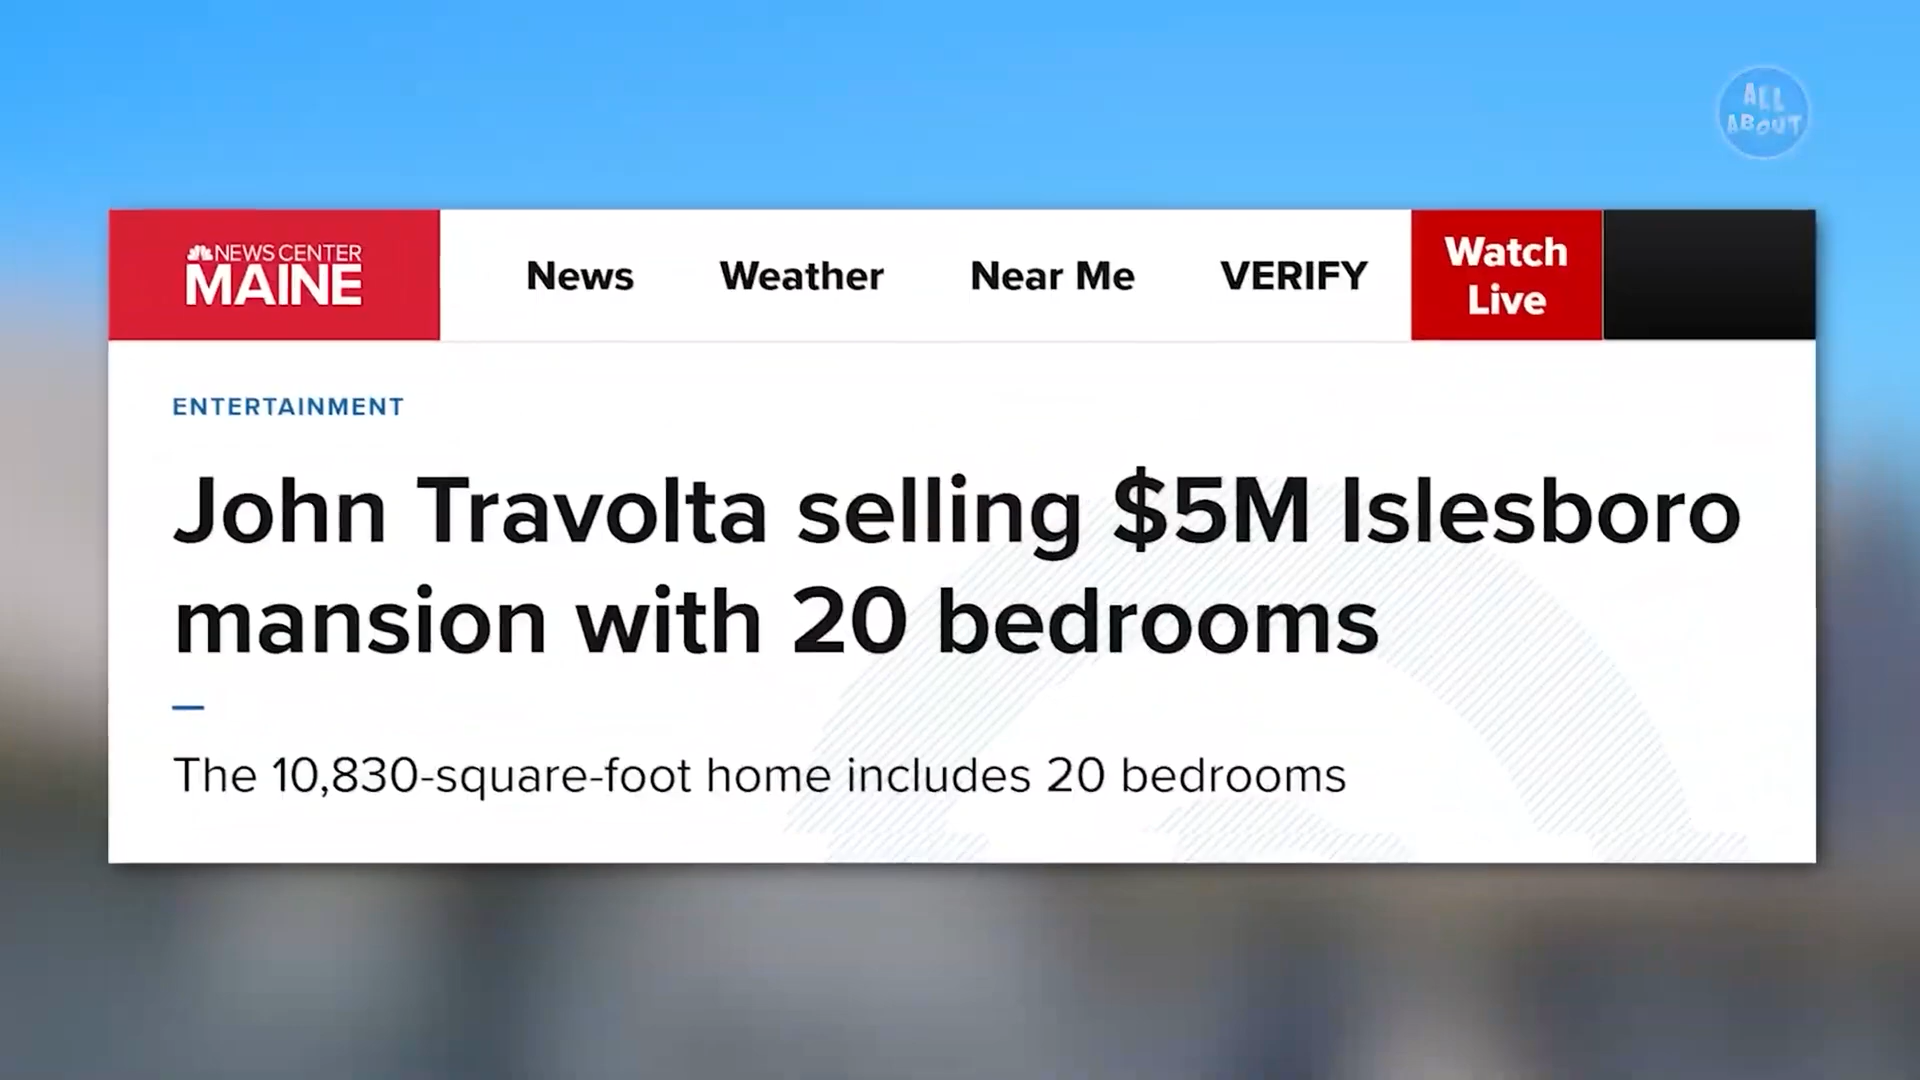 ALL
ABOUT
NEWS CENTER
MAINE
News
Weather
Near Me
VERIFY
Watch
Live
ENTERTAINMENT
John Travolta selling $5M Islesboro
mansion with 20 bedrooms
The 10,830-square-foot home includes 20 bedrooms